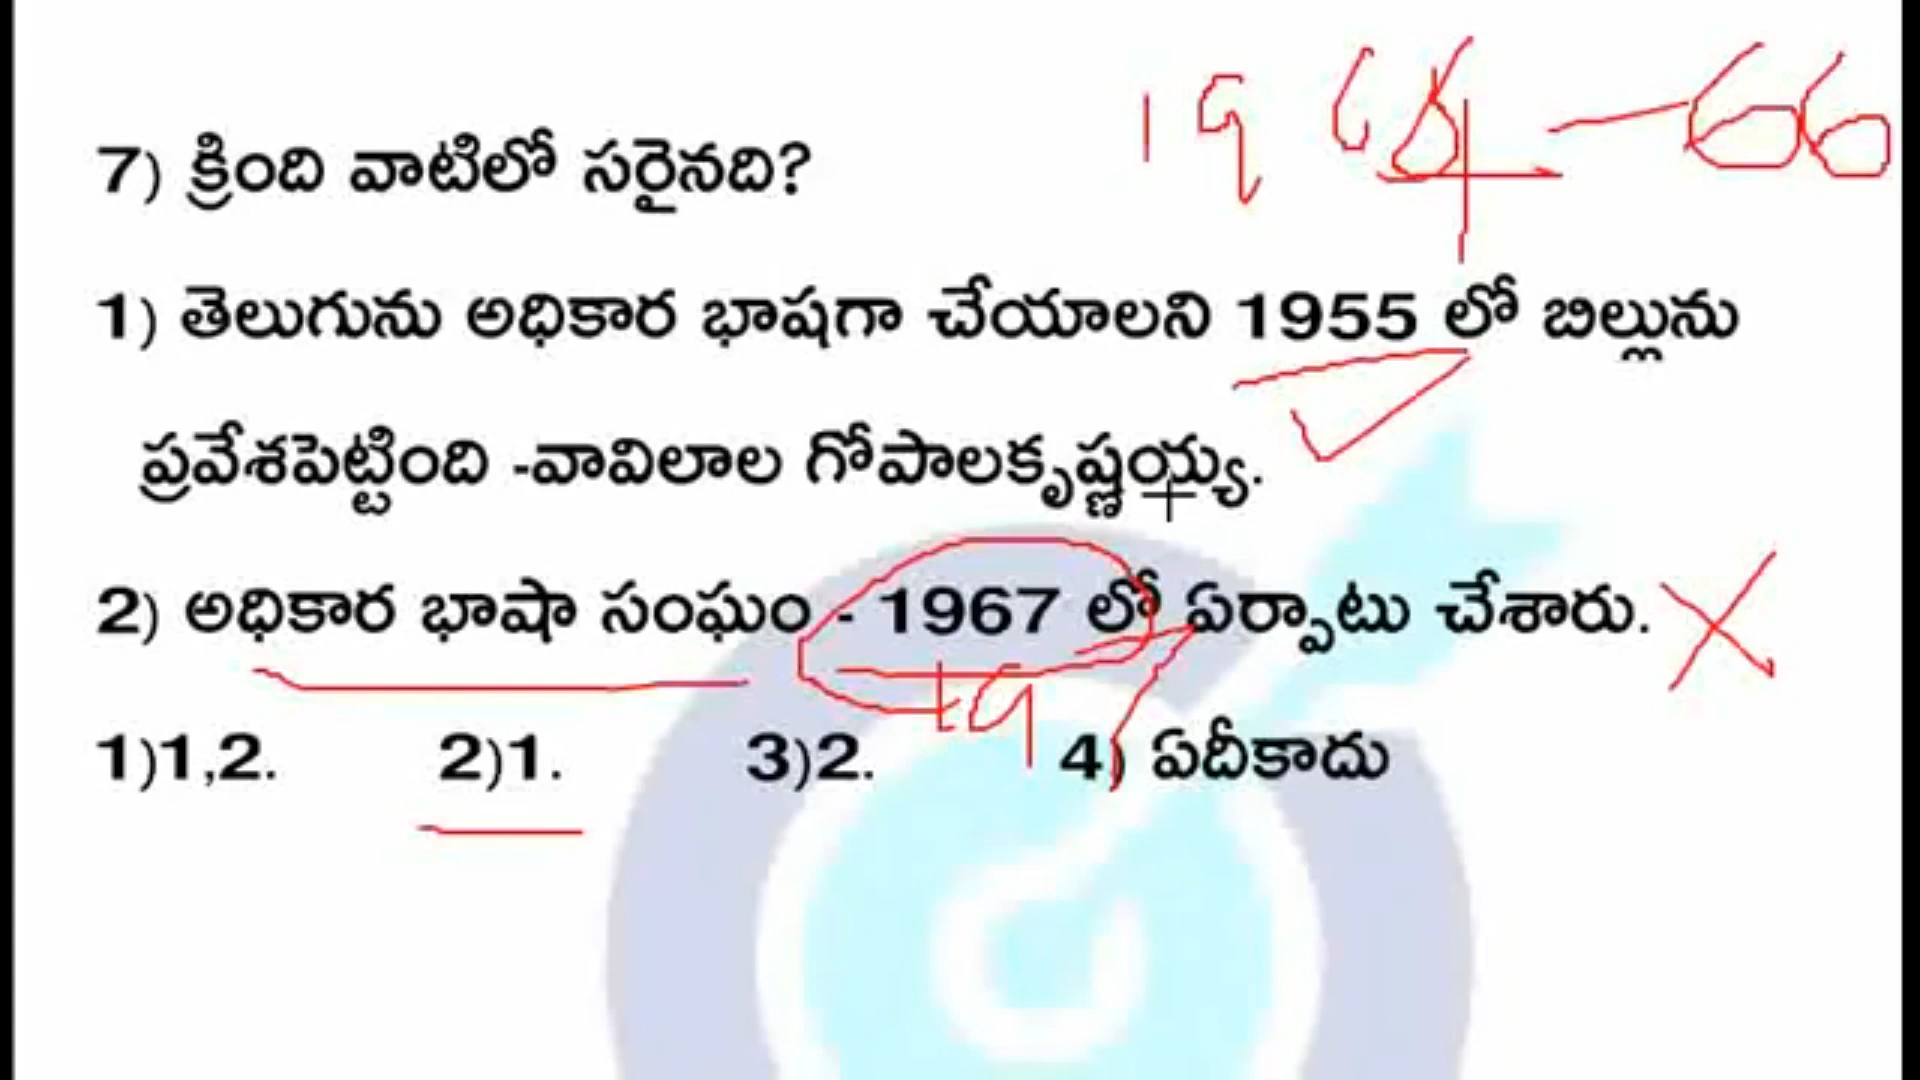 7) క్రింది వాటిలో సరైనది?
1) తెలుగును అధికార భాషగా చేయాలని 1955 లో బిల్లును
ప్రవేశపెట్టింది -వావిలాల గోపాలకృష్ణయ్య.
2) అధికార భాషా సంఘం - 1967 లో ఏర్పాటు చేశారు.
1)1,2. 2)1. 3)2. 4) ఏదీకాదు